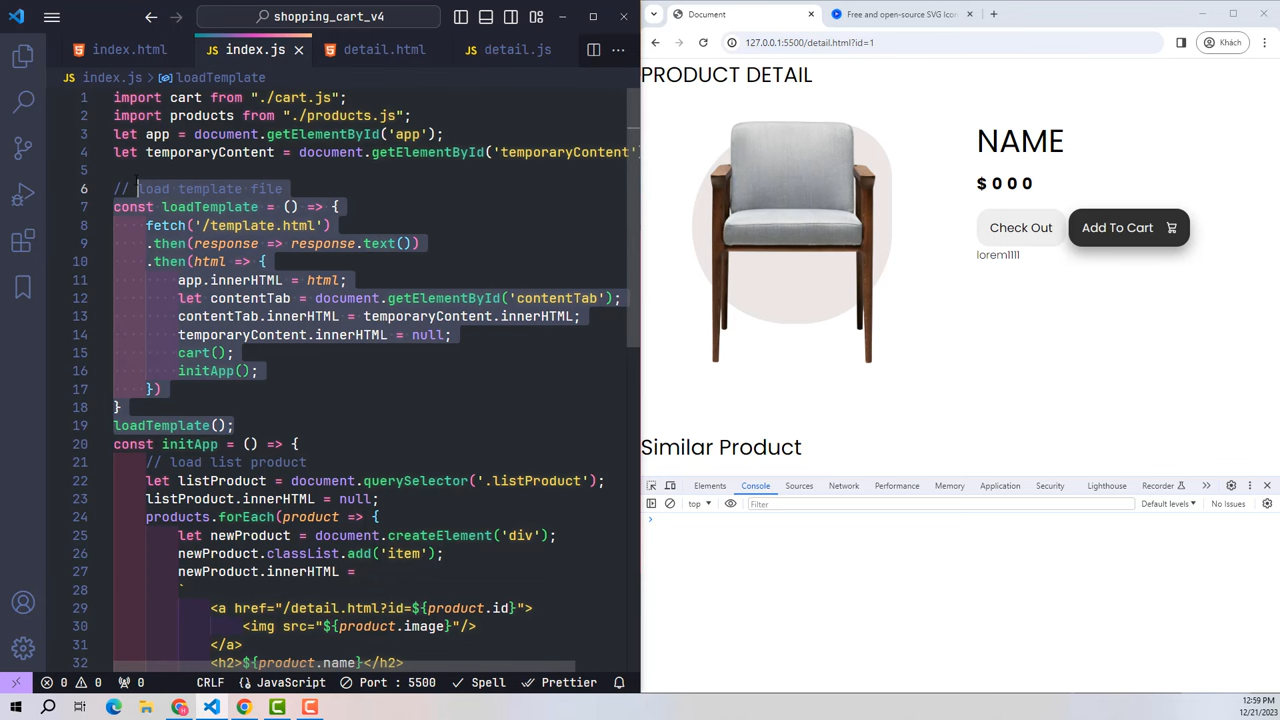 shopping_cart_v4
index.html
index.js
detail.html
detail.js
index.js
loadTemplate
1 import cart from "./cart.js";
2 import products from "./products.js";
3 let app = document.getElementById('app');
4 let temporaryContent = document.getElementById('temporaryContent'
5
6 // load template file
7 const loadTemplate = () => {
8 fetch('/template.html')
9 .then(response => response.text())
10 .then(html => {
11 app.innerHTML = html;
12 let contentTab = document.getElementById('contentTab');
13 contentTab.innerHTML = temporaryContent.innerHTML;
14 temporaryContent.innerHTML = null;
15 cart();
16 initApp();
17 })
18 }
19 loadTemplate();
20 const initApp = () => {
21 // load list product
22 let listProduct = document.querySelector('.listProduct');
23 listProduct.innerHTML = null;
24 products.forEach(product => {
25 let newProduct = document.createElement('div');
26 newProduct.classList.add('item');
27 newProduct.innerHTML =
28 `
29 <a href="/detail.html?id=${product.id}">
30 <img src="${product.image}"/>
31 </a>
32 <h2>${product.name}</h2>
0 0 0 CRLF {} JavaScript Port : 5500 Spell Prettier
Document
Free and open-source SVG Icon
127.0.0.1:5500/detail.html?id=1
Khách
PRODUCT DETAIL
NAME
$000
Check Out
Add To Cart
lorem1111
Similar Product
Elements Console Sources Network Performance Memory Application Security Lighthouse Recorder
top
Filter
Default levels
No Issues
12:59 PM
12/21/2023